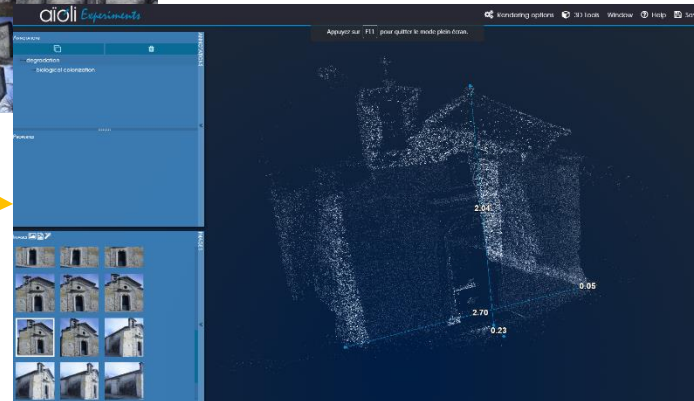 aïoli Experiments
Rendering options 3D Tools Window Help
Appuyez sur F11 pour quitter le mode plein écran.
degradation
biological colonization
IMAGES
2.04
0.05
2.70
0.23